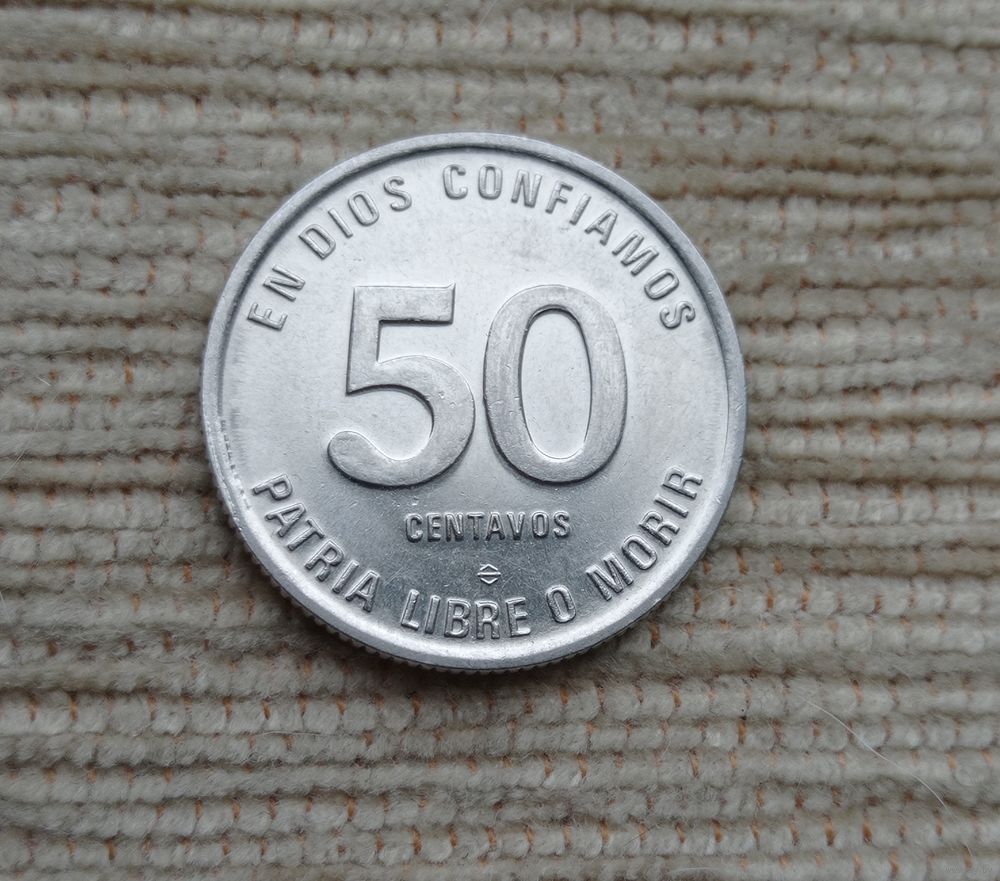 EN DIOS CONFIAMOS
50
CENTAVOS
PATRIA LIBRE O MORIR